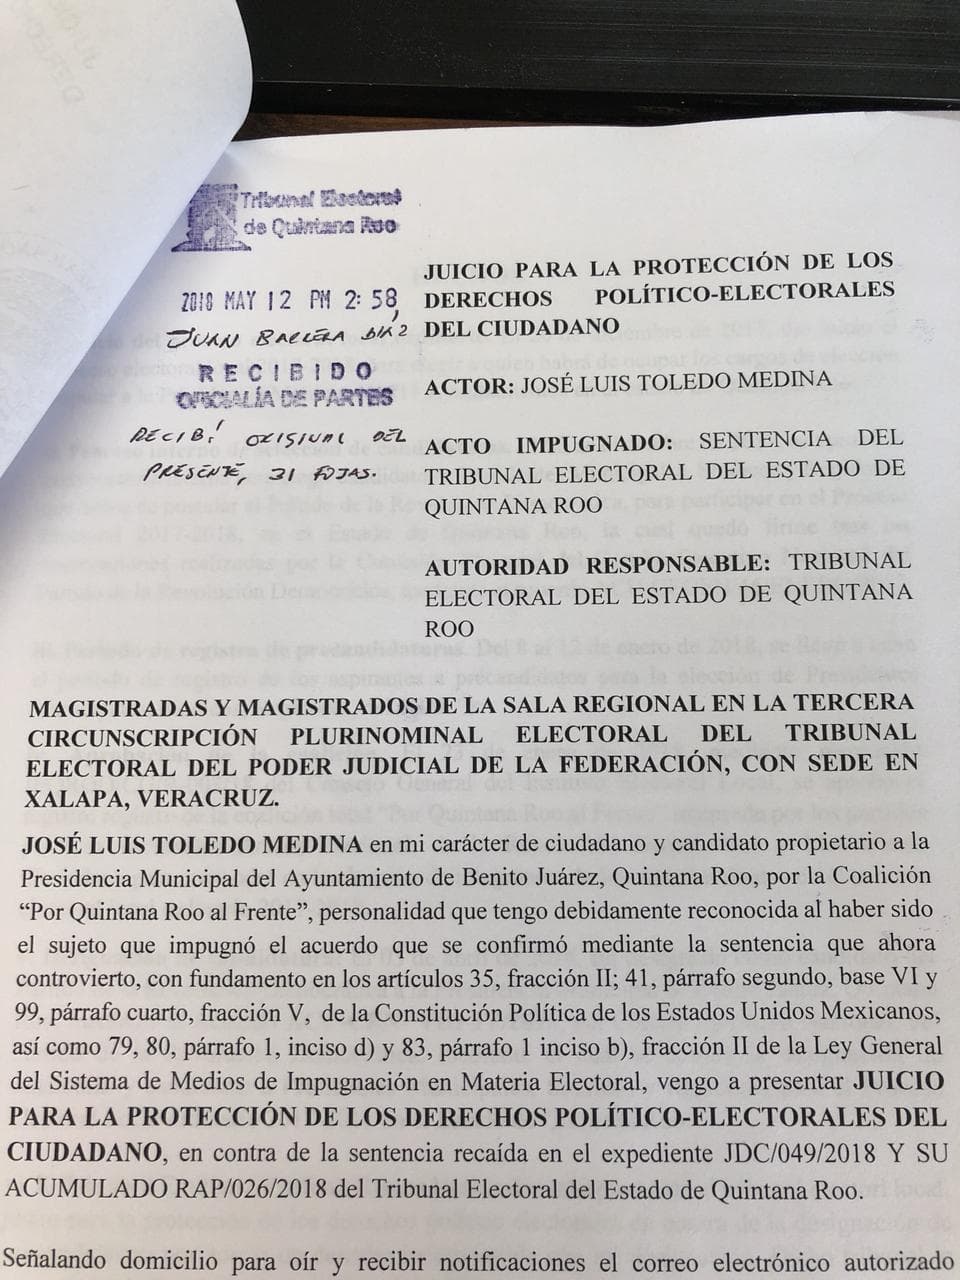 Tribunal Electoral
de Quintana Roo
2018 MAY 12 PM 2:58,
JUAN BARRERA DIAZ
RECIBIDO
OFICIALÍA DE PARTES
RECIBÍ ORIGINAL DEL
PRESENTE, 31 FOJAS.
JUICIO PARA LA PROTECCIÓN DE LOS
DERECHOS POLÍTICO-ELECTORALES
DEL CIUDADANO
ACTOR: JOSÉ LUIS TOLEDO MEDINA
ACTO IMPUGNADO: SENTENCIA DEL
TRIBUNAL ELECTORAL DEL ESTADO DE
QUINTANA ROO
AUTORIDAD RESPONSABLE: TRIBUNAL
ELECTORAL DEL ESTADO DE QUINTANA
ROO
MAGISTRADAS Y MAGISTRADOS DE LA SALA REGIONAL EN LA TERCERA
CIRCUNSCRIPCIÓN PLURINOMINAL ELECTORAL DEL TRIBUNAL
ELECTORAL DEL PODER JUDICIAL DE LA FEDERACIÓN, CON SEDE EN
XALAPA, VERACRUZ.
JOSÉ LUIS TOLEDO MEDINA en mi carácter de ciudadano y candidato propietario a la
Presidencia Municipal del Ayuntamiento de Benito Juárez, Quintana Roo, por la Coalición
“Por Quintana Roo al Frente”, personalidad que tengo debidamente reconocida al haber sido
el sujeto que impugnó el acuerdo que se confirmó mediante la sentencia que ahora
controvierto, con fundamento en los artículos 35, fracción II; 41, párrafo segundo, base VI y
99, párrafo cuarto, fracción V, de la Constitución Política de los Estados Unidos Mexicanos,
así como 79, 80, párrafo 1, inciso d) y 83, párrafo 1 inciso b), fracción II de la Ley General
del Sistema de Medios de Impugnación en Materia Electoral, vengo a presentar JUICIO
PARA LA PROTECCIÓN DE LOS DERECHOS POLÍTICO-ELECTORALES DEL
CIUDADANO, en contra de la sentencia recaída en el expediente JDC/049/2018 Y SU
ACUMULADO RAP/026/2018 del Tribunal Electoral del Estado de Quintana Roo.
Señalando domicilio para oír y recibir notificaciones el correo electrónico autorizado